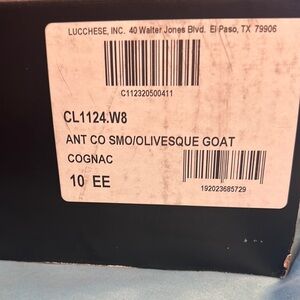 LUCCHESE, INC. 40 Walter Jones Blvd. El Paso, TX 79906
C112320500411
CL1124.W8
ANT CO SMO/OLIVESQUE GOAT
COGNAC
10 EE
192023685729